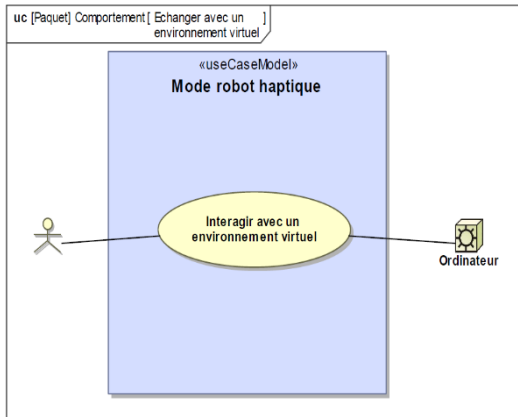 uc [Paquet] Comportement [ Echanger avec un ]
environnement virtuel
«useCaseModel»
Mode robot haptique
Interagir avec un
environnement virtuel
Ordinateur